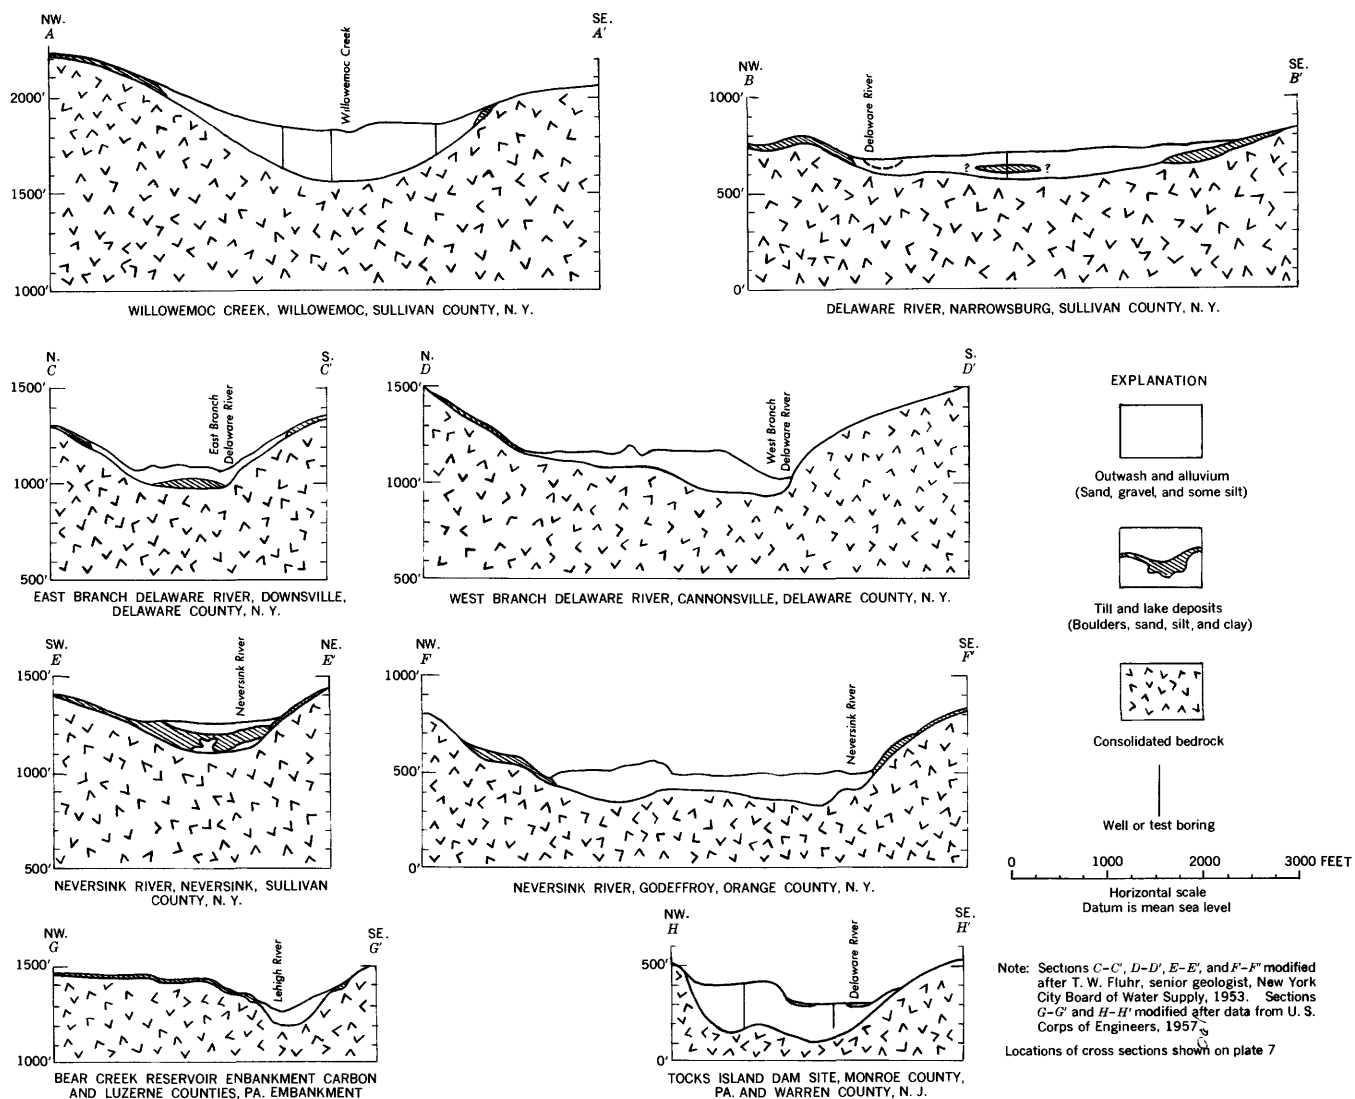 NW.
A
SE.
A'
Willowemoc Creek
2000'
1500'
1000'
WILLOWEMOC CREEK, WILLOWEMOC, SULLIVAN COUNTY, N. Y.
NW.
B
SE.
B'
Delaware River
1000'
500'
0'
? ?
DELAWARE RIVER, NARROWSBURG, SULLIVAN COUNTY, N. Y.
N.
C
S.
C'
East Branch
Delaware River
1500'
1000'
500'
EAST BRANCH DELAWARE RIVER, DOWNSVILLE,
DELAWARE COUNTY, N. Y.
N.
D
S.
D'
West Branch
Delaware River
1500'
1000'
500'
WEST BRANCH DELAWARE RIVER, CANNONSVILLE, DELAWARE COUNTY, N. Y.
SW.
E
NE.
E'
Neversink River
1500'
1000'
500'
NEVERSINK RIVER, NEVERSINK, SULLIVAN
COUNTY, N. Y.
NW.
F
SE.
F'
Neversink River
1000'
500'
0'
NEVERSINK RIVER, GODEFFROY, ORANGE COUNTY, N. Y.
NW.
G
SE.
G'
Lehigh River
1500'
1000'
BEAR CREEK RESERVOIR ENBANKMENT CARBON
AND LUZERNE COUNTIES, PA. EMBANKMENT
NW.
H
SE.
H'
Delaware River
500'
0'
TOCKS ISLAND DAM SITE, MONROE COUNTY,
PA. AND WARREN COUNTY, N. J.
EXPLANATION
Outwash and alluvium
(Sand, gravel, and some silt)
Till and lake deposits
(Boulders, sand, silt, and clay)
Consolidated bedrock
Well or test boring
0 1000 2000 3000 FEET
Horizontal scale
Datum is mean sea level
Note: Sections C-C', D-D', E-E', and F-F' modified
after T. W. Fluhr, senior geologist, New York
City Board of Water Supply, 1953. Sections
G-G' and H-H' modified after data from U. S.
Corps of Engineers, 1957
Locations of cross sections shown on plate 7